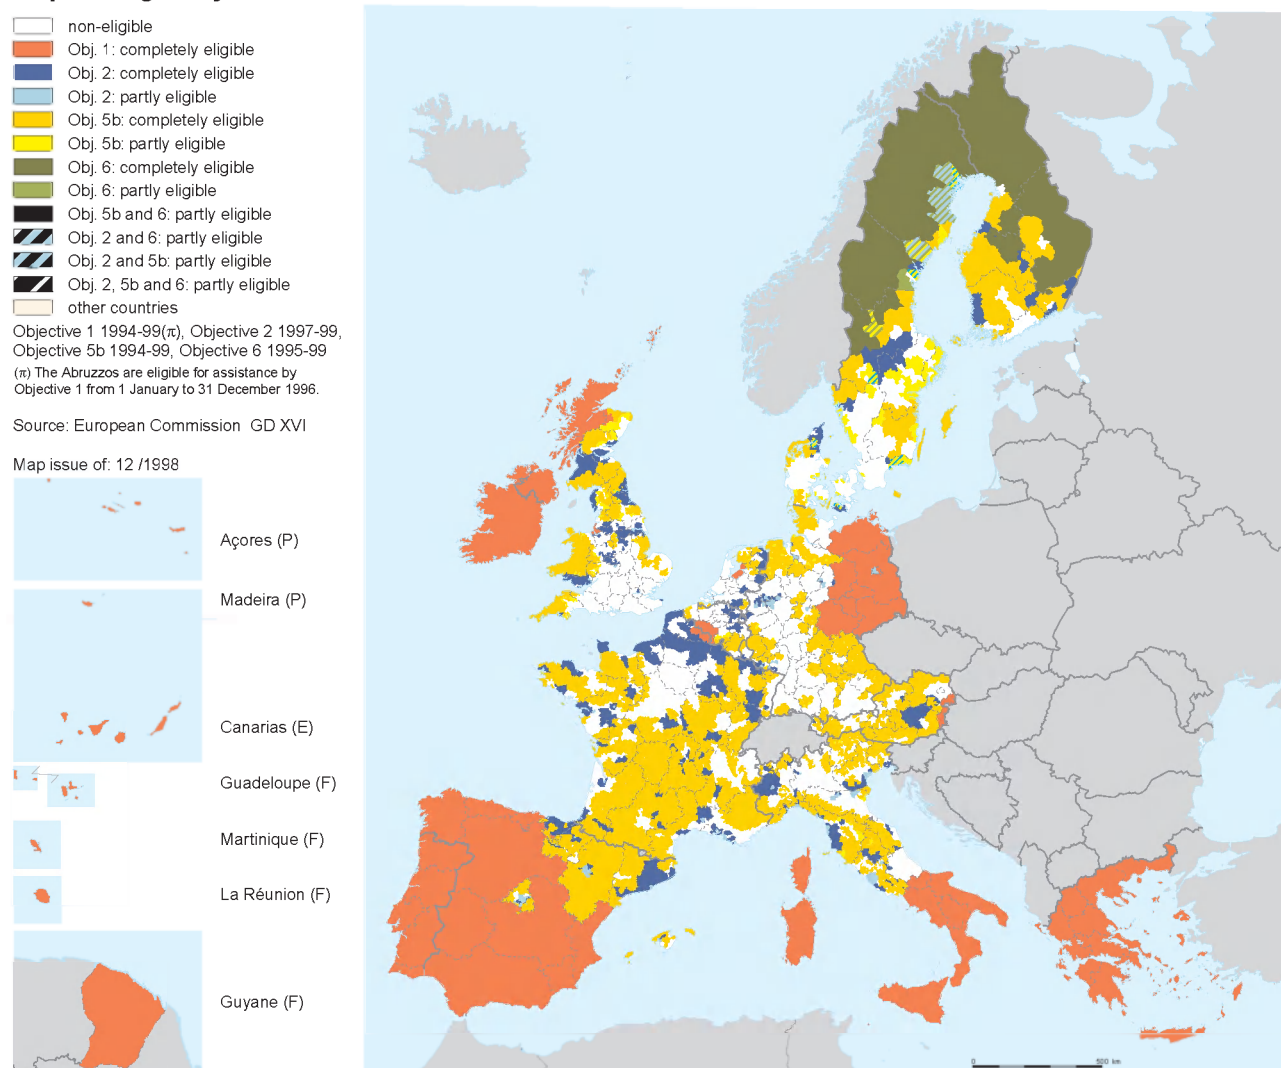 non-eligible
Obj. 1: completely eligible
Obj. 2: completely eligible
Obj. 2: partly eligible
Obj. 5b: completely eligible
Obj. 5b: partly eligible
Obj. 6: completely eligible
Obj. 6: partly eligible
Obj. 5b and 6: partly eligible
Obj. 2 and 6: partly eligible
Obj. 2 and 5b: partly eligible
Obj. 2, 5b and 6: partly eligible
other countries
Objective 1 1994-99(π), Objective 2 1997-99,
Objective 5b 1994-99, Objective 6 1995-99
(π) The Abruzzos are eligible for assistance by
Objective 1 from 1 January to 31 December 1996.
Source: European Commission GD XVI
Map issue of: 12 /1998
Açores (P)
Madeira (P)
Canarias (E)
Guadeloupe (F)
Martinique (F)
La Réunion (F)
Guyane (F)
0 500 km